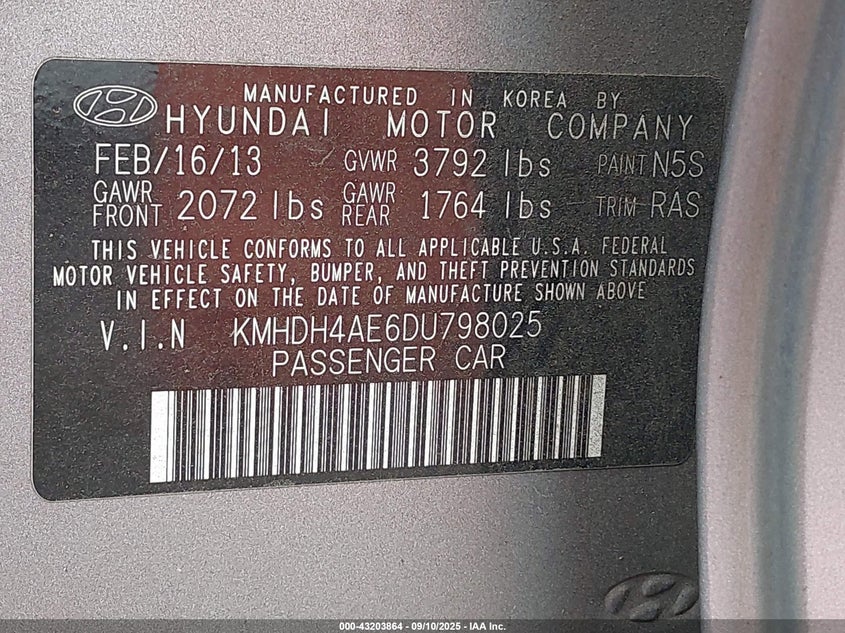 MANUFACTURED IN KOREA BY
HYUNDAI MOTOR COMPANY
FEB/16/13 GVWR 3792 lbs PAINT N5S
GAWR FRONT 2072 lbs GAWR REAR 1764 lbs TRIM RAS
THIS VEHICLE CONFORMS TO ALL APPLICABLE U.S.A. FEDERAL
MOTOR VEHICLE SAFETY, BUMPER, AND THEFT PREVENTION STANDARDS
IN EFFECT ON THE DATE OF MANUFACTURE SHOWN ABOVE
V.I.N KMHDH4AE6DU798025
PASSENGER CAR
000-43203864 - 09/10/2025 - IAA Inc.